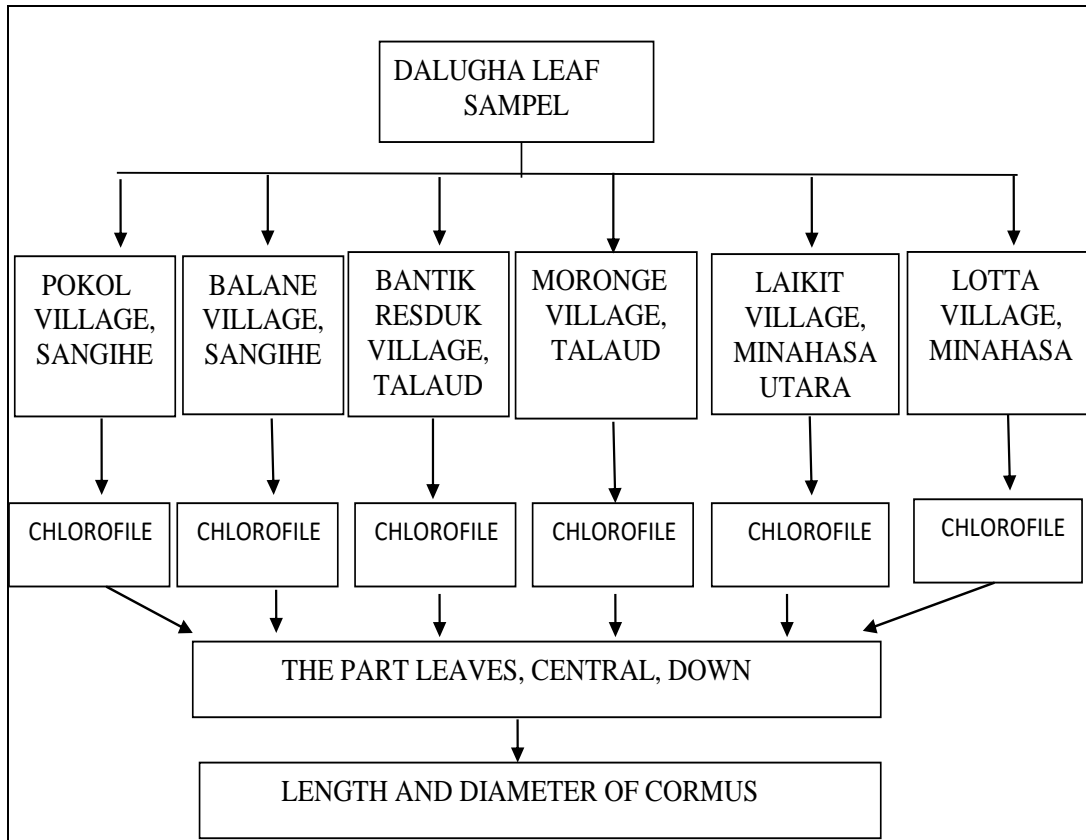 DALUGHA LEAF
SAMPEL
POKOL
VILLAGE,
SANGIHE
BALANE
VILLAGE,
SANGIHE
BANTIK
RESDUK
VILLAGE,
TALAUD
MORONGE
VILLAGE,
TALAUD
LAIKIT
VILLAGE,
MINAHASA
UTARA
LOTTA
VILLAGE,
MINAHASA
CHLOROFILE
CHLOROFILE
CHLOROFILE
CHLOROFILE
CHLOROFILE
CHLOROFILE
THE PART LEAVES, CENTRAL, DOWN
LENGTH AND DIAMETER OF CORMUS